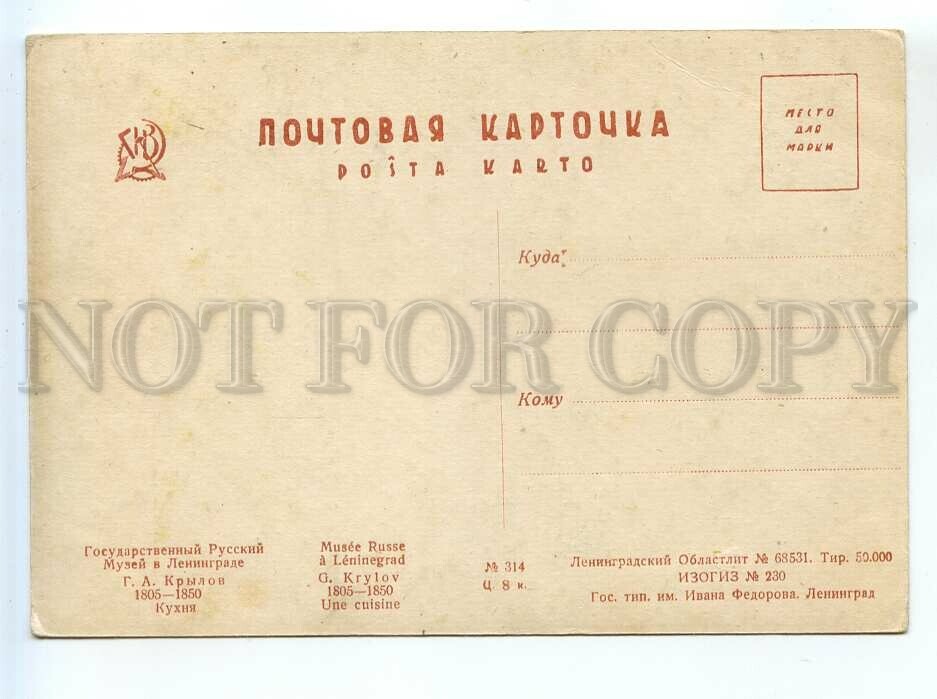 ПОЧТОВАЯ КАРТОЧКА
POŜTA KARTO
МЕСТО
ДЛЯ
МАРКИ
Куда
Кому
NOT FOR COPY
Государственный Русский
Музей в Ленинграде
Г. А. Крылов
1805—1850
Кухня
Musée Russe
à Léninegrad
G. Krylov
1805—1850
Une cuisine
№ 314
Ц. 8 к.
Ленинградский Областлит № 68531. Тир. 50.000
ИЗОГИЗ № 230
Гос. тип. им. Ивана Федорова. Ленинград